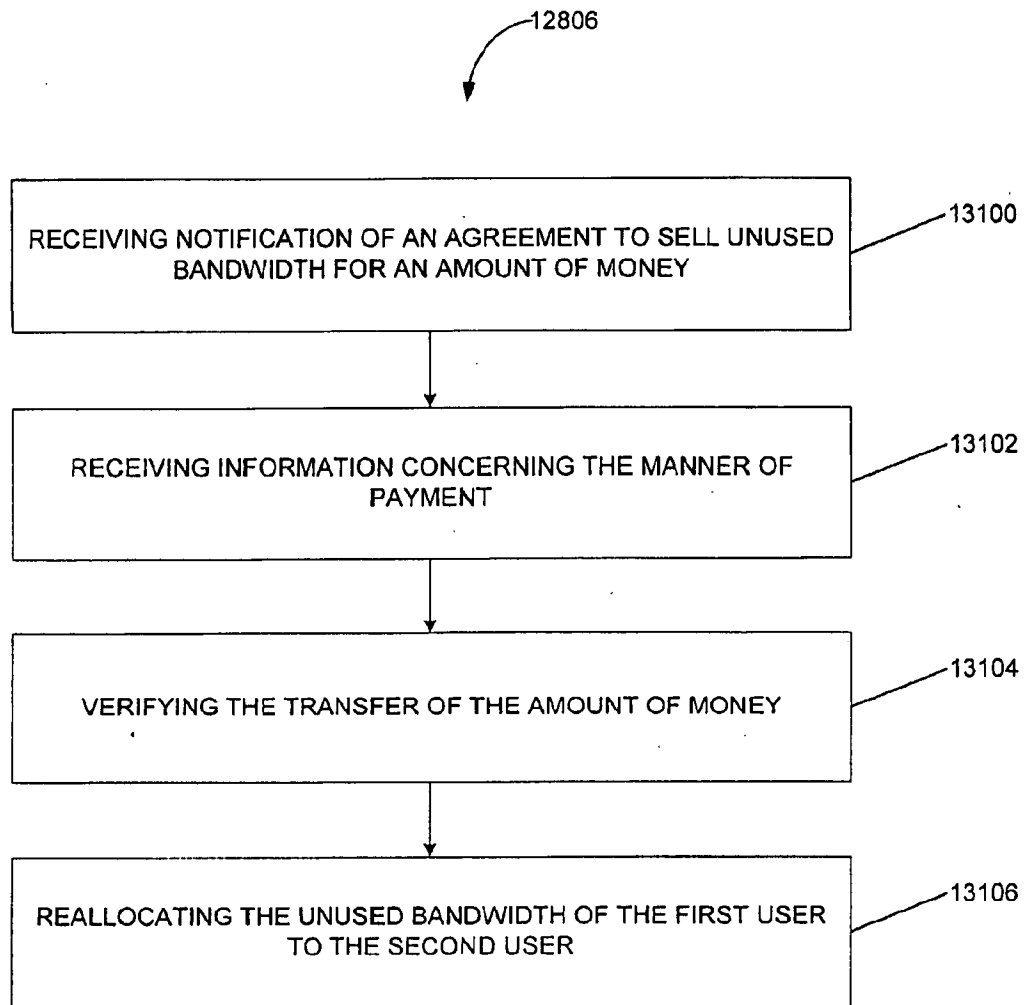 12806
RECEIVING NOTIFICATION OF AN AGREEMENT TO SELL UNUSED
BANDWIDTH FOR AN AMOUNT OF MONEY
13100
RECEIVING INFORMATION CONCERNING THE MANNER OF
PAYMENT
13102
VERIFYING THE TRANSFER OF THE AMOUNT OF MONEY
13104
REALLOCATING THE UNUSED BANDWIDTH OF THE FIRST USER
TO THE SECOND USER
13106